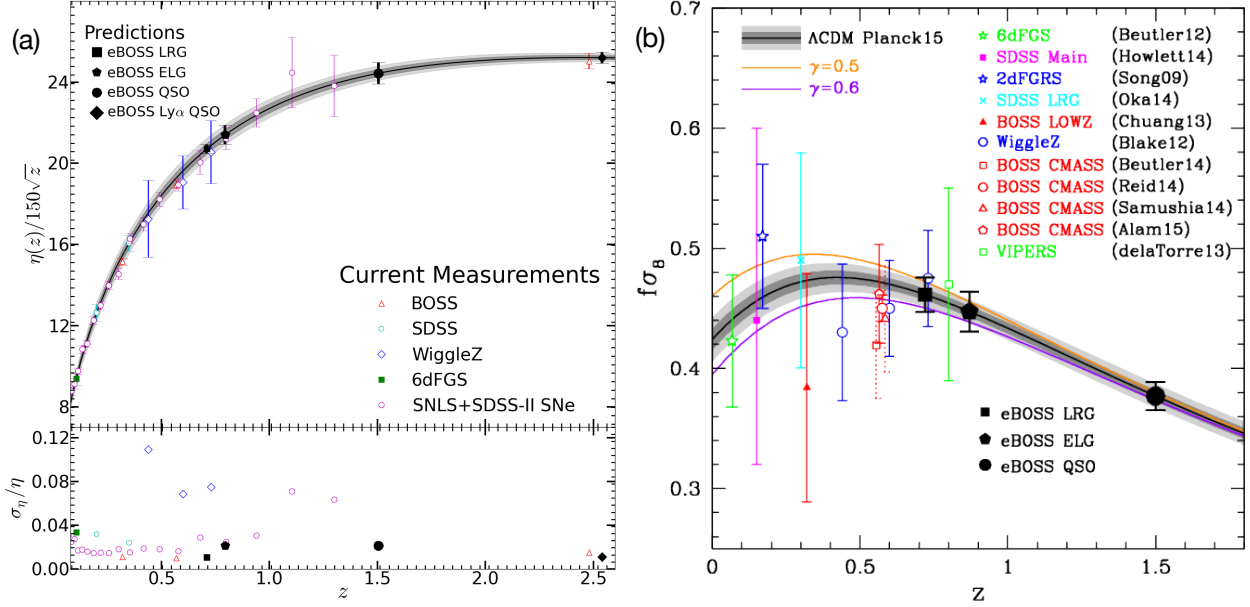 (a)
Predictions
eBOSS LRG
eBOSS ELG
eBOSS QSO
eBOSS Lyα QSO
η(z)/150√z
24
20
16
12
8
Current Measurements
BOSS
SDSS
WiggleZ
6dFGS
SNLS+SDSS-II SNe
ση/η
0.12
0.08
0.04
0.00
0.5 1.0 1.5 2.0 2.5
z
(b)
fσ8
0.7
0.6
0.5
0.4
0.3
ΛCDM Planck15
γ=0.5
γ=0.6
6dFGS (Beutler12)
SDSS Main (Howlett14)
2dFGRS (Song09)
SDSS LRG (Oka14)
BOSS LOWZ (Chuang13)
WiggleZ (Blake12)
BOSS CMASS (Beutler14)
BOSS CMASS (Reid14)
BOSS CMASS (Samushia14)
BOSS CMASS (Alam15)
VIPERS (delaTorre13)
eBOSS LRG
eBOSS ELG
eBOSS QSO
0 0.5 1 1.5
z